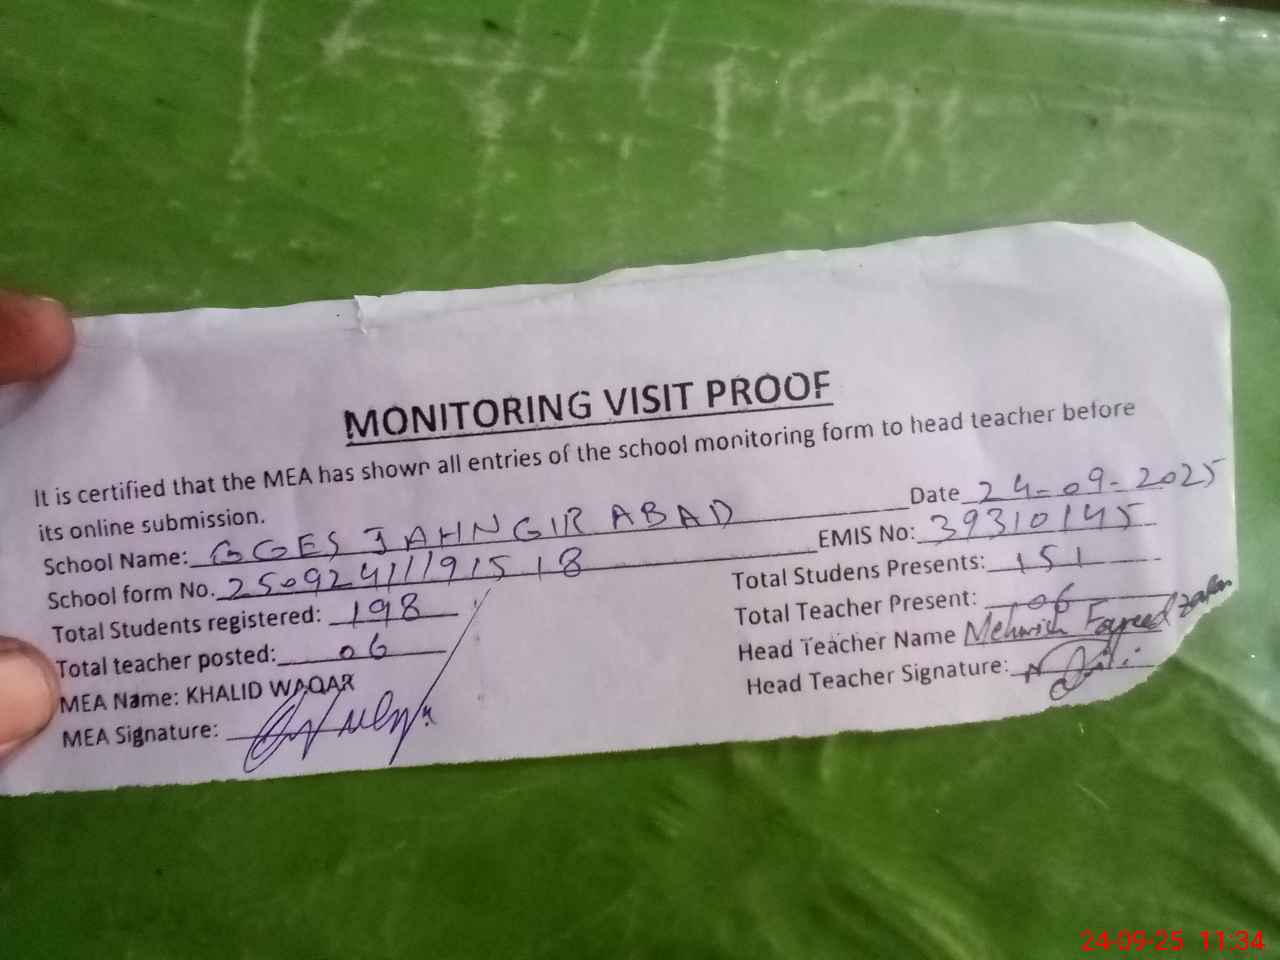 MONITORING VISIT PROOF
It is certified that the MEA has shown all entries of the school monitoring form to head teacher before
its online submission.
Date 24-09-2025
School Name: GGES JAHNGIR ABAD
EMIS No: 39310145
School form No. 2509241119151 8
Total Studens Presents: 151
Total Students registered: 198
Total Teacher Present: 06
Total teacher posted: 06
Head Teacher Name Mehwish
MEA Name: KHALID WAQAR
Head Teacher Signature:
MEA Signature:
24-09-25 11:34